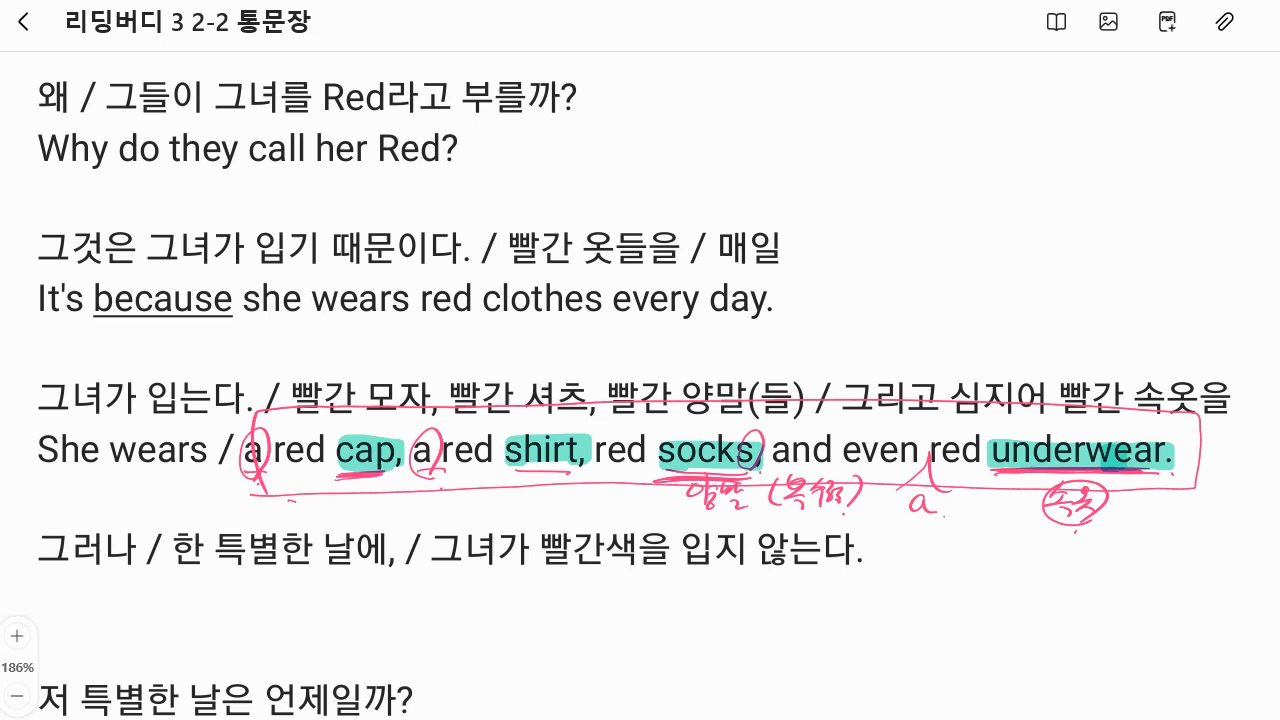 리딩버디 3 2-2 통문장
왜 / 그들이 그녀를 Red라고 부를까?
Why do they call her Red?
그것은 그녀가 입기 때문이다. / 빨간 옷들을 / 매일
It's because she wears red clothes every day.
그녀가 입는다. / 빨간 모자, 빨간 셔츠, 빨간 양말(들) / 그리고 심지어 빨간 속옷을
She wears / a red cap, a red shirt, red socks, and even red underwear.
양말 (복수형) a 속옷
그러나 / 한 특별한 날에, / 그녀가 빨간색을 입지 않는다.
186%
저 특별한 날은 언제일까?